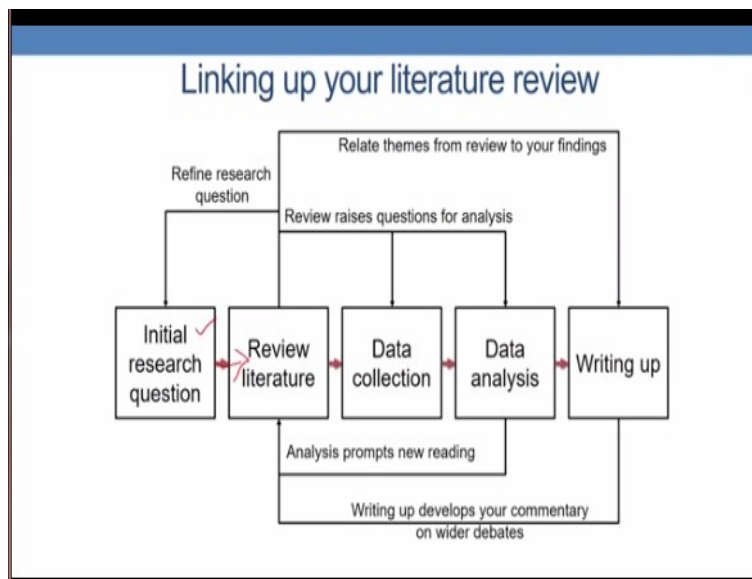 Linking up your literature review
Relate themes from review to your findings
Refine research
question
Review raises questions for analysis
Initial
research
question
Review
literature
Data
collection
Data
analysis
Writing up
Analysis prompts new reading
Writing up develops your commentary
on wider debates